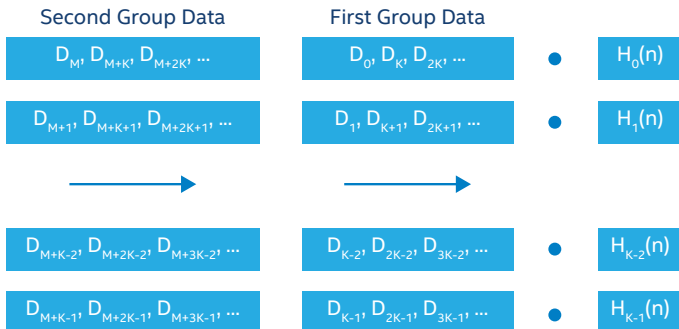 Second Group Data First Group Data
D_M, D_{M+K}, D_{M+2K}, ... D_0, D_K, D_{2K}, ... • H_0(n)
D_{M+1}, D_{M+K+1}, D_{M+2K+1}, ... D_1, D_{K+1}, D_{2K+1}, ... • H_1(n)
D_{M+K-2}, D_{M+2K-2}, D_{M+3K-2}, ... D_{K-2}, D_{2K-2}, D_{3K-2}, ... • H_{K-2}(n)
D_{M+K-1}, D_{M+2K-1}, D_{M+3K-1}, ... D_{K-1}, D_{2K-1}, D_{3K-1}, ... • H_{K-1}(n)